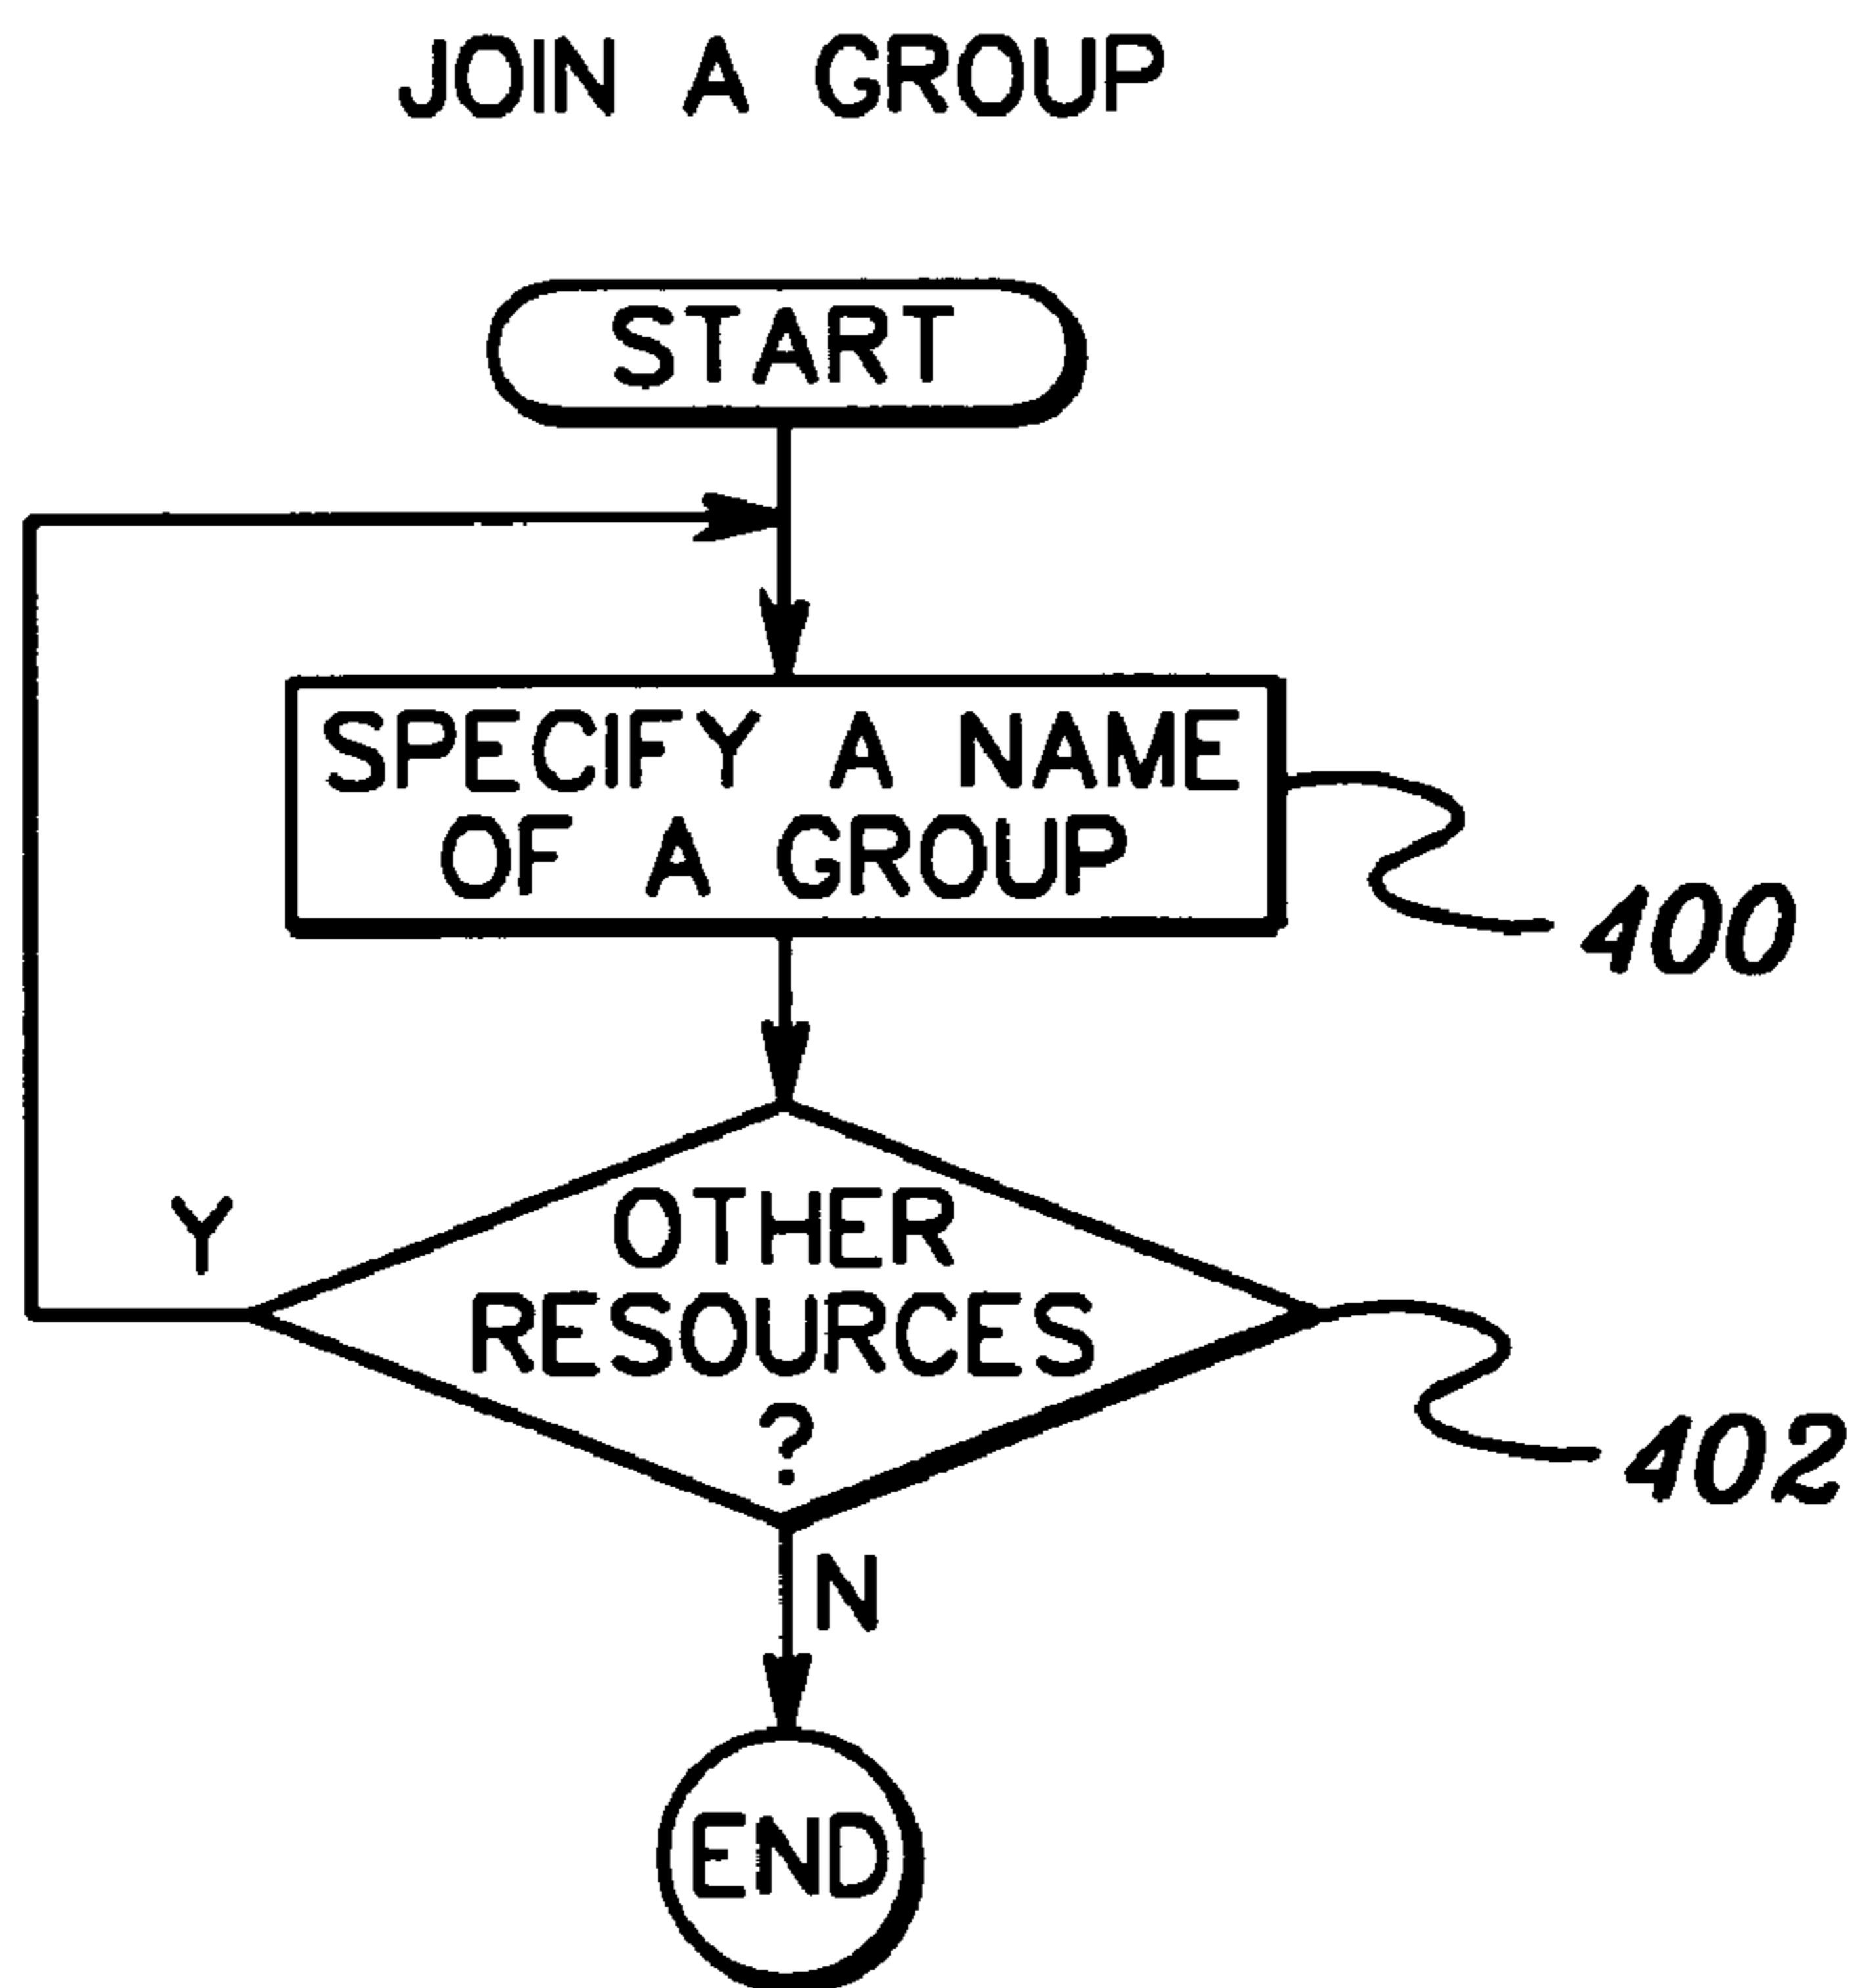 JOIN A GROUP
START
SPECIFY A NAME
OF A GROUP
400
OTHER
RESOURCES
?
402
Y
N
END